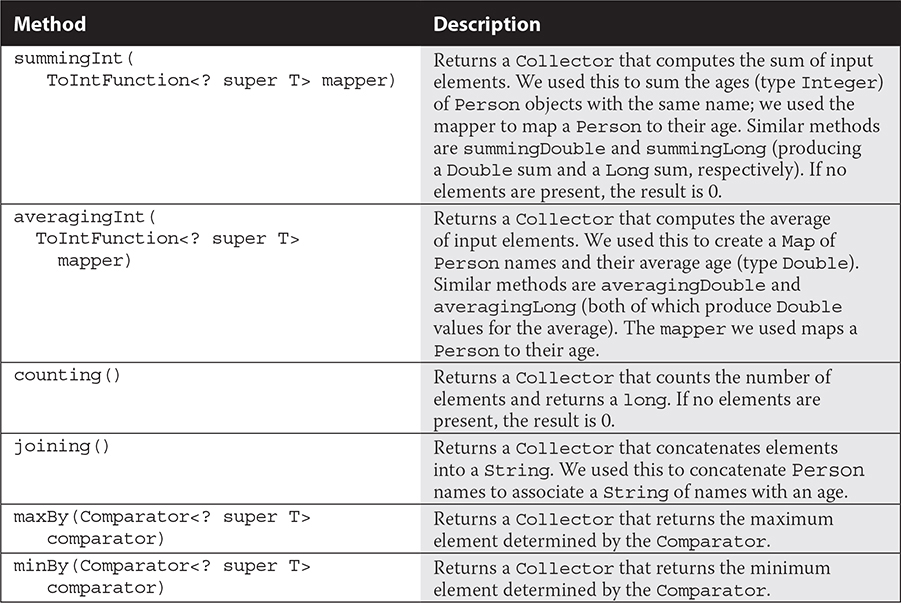 Method Description
summingInt(
ToIntFunction<? super T> mapper)
Returns a Collector that computes the sum of input
elements. We used this to sum the ages (type Integer)
of Person objects with the same name; we used the
mapper to map a Person to their age. Similar methods
are summingDouble and summingLong (producing
a Double sum and a Long sum, respectively). If no
elements are present, the result is 0.
averagingInt(
ToIntFunction<? super T>
mapper)
Returns a Collector that computes the average
of input elements. We used this to create a Map of
Person names and their average age (type Double).
Similar methods are averagingDouble and
averagingLong (both of which produce Double
values for the average). The mapper we used maps a
Person to their age.
counting()
Returns a Collector that counts the number of
elements and returns a long. If no elements are
present, the result is 0.
joining()
Returns a Collector that concatenates elements
into a String. We used this to concatenate Person
names to associate a String of names with an age.
maxBy(Comparator<? super T>
comparator)
Returns a Collector that returns the maximum
element determined by the Comparator.
minBy(Comparator<? super T>
comparator)
Returns a Collector that returns the minimum
element determined by the Comparator.